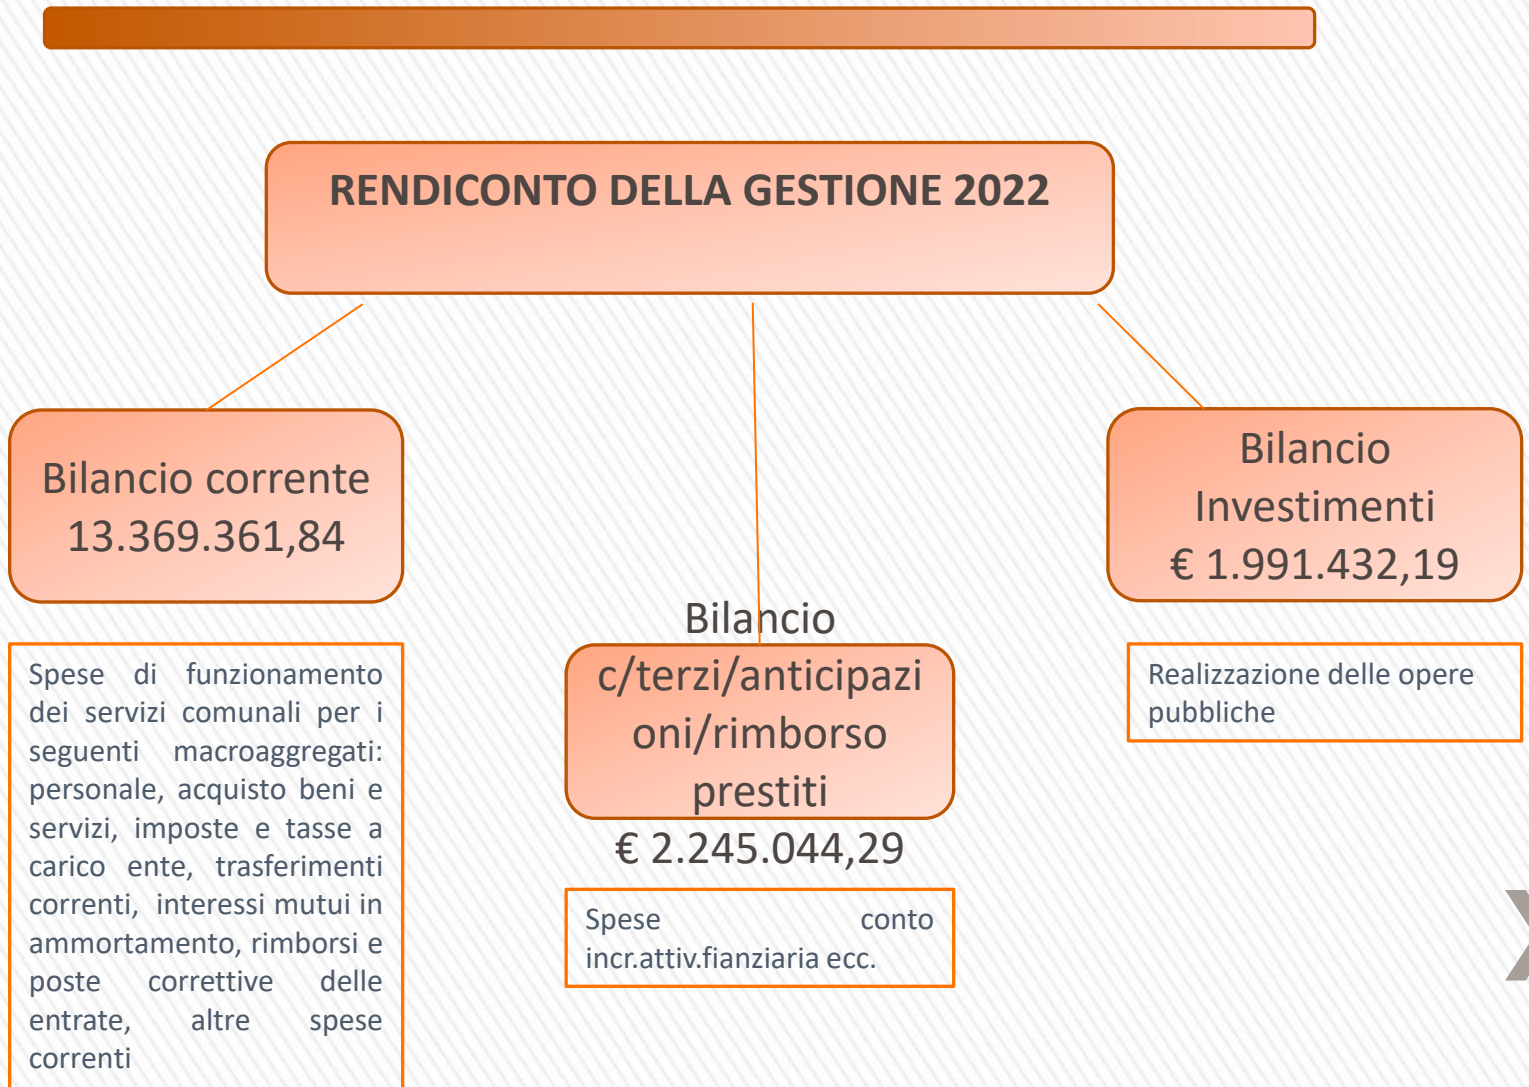 RENDICONTO DELLA GESTIONE 2022
Bilancio corrente
13.369.361,84
Spese di funzionamento
dei servizi comunali per i
seguenti macroaggregati:
personale, acquisto beni e
servizi, imposte e tasse a
carico ente, trasferimenti
correnti, interessi mutui in
ammortamento, rimborsi e
poste correttive delle
entrate, altre spese
correnti
Bilancio
c/terzi/anticipazi
oni/rimborso
prestiti
€ 2.245.044,29
Spese conto
incr.attiv.fianziaria ecc.
Bilancio
Investimenti
€ 1.991.432,19
Realizzazione delle opere
pubbliche